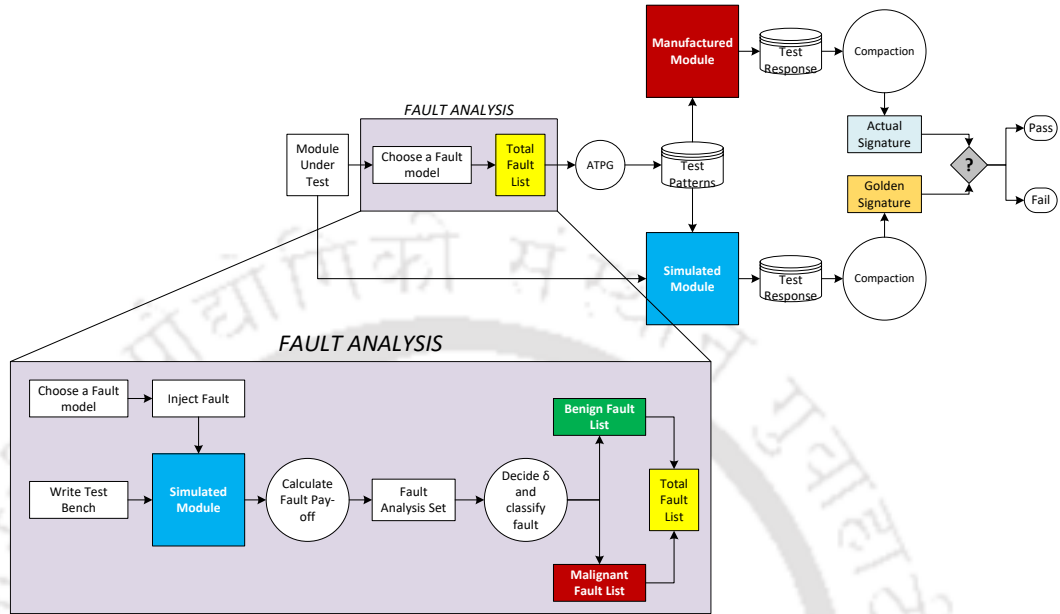 FAULT ANALYSIS
Module
Under
Test
Choose a Fault
model
Total
Fault
List
ATPG
Test
Patterns
Manufactured
Module
Test
Response
Compaction
Actual
Signature
?
Pass
Fail
Golden
Signature
Simulated
Module
Test
Response
Compaction
FAULT ANALYSIS
Choose a Fault
model
Inject Fault
Write Test
Bench
Simulated
Module
Calculate
Fault Pay-
off
Fault
Analysis Set
Decide δ
and
classify
fault
Benign Fault
List
Total
Fault
List
Malignant
Fault List